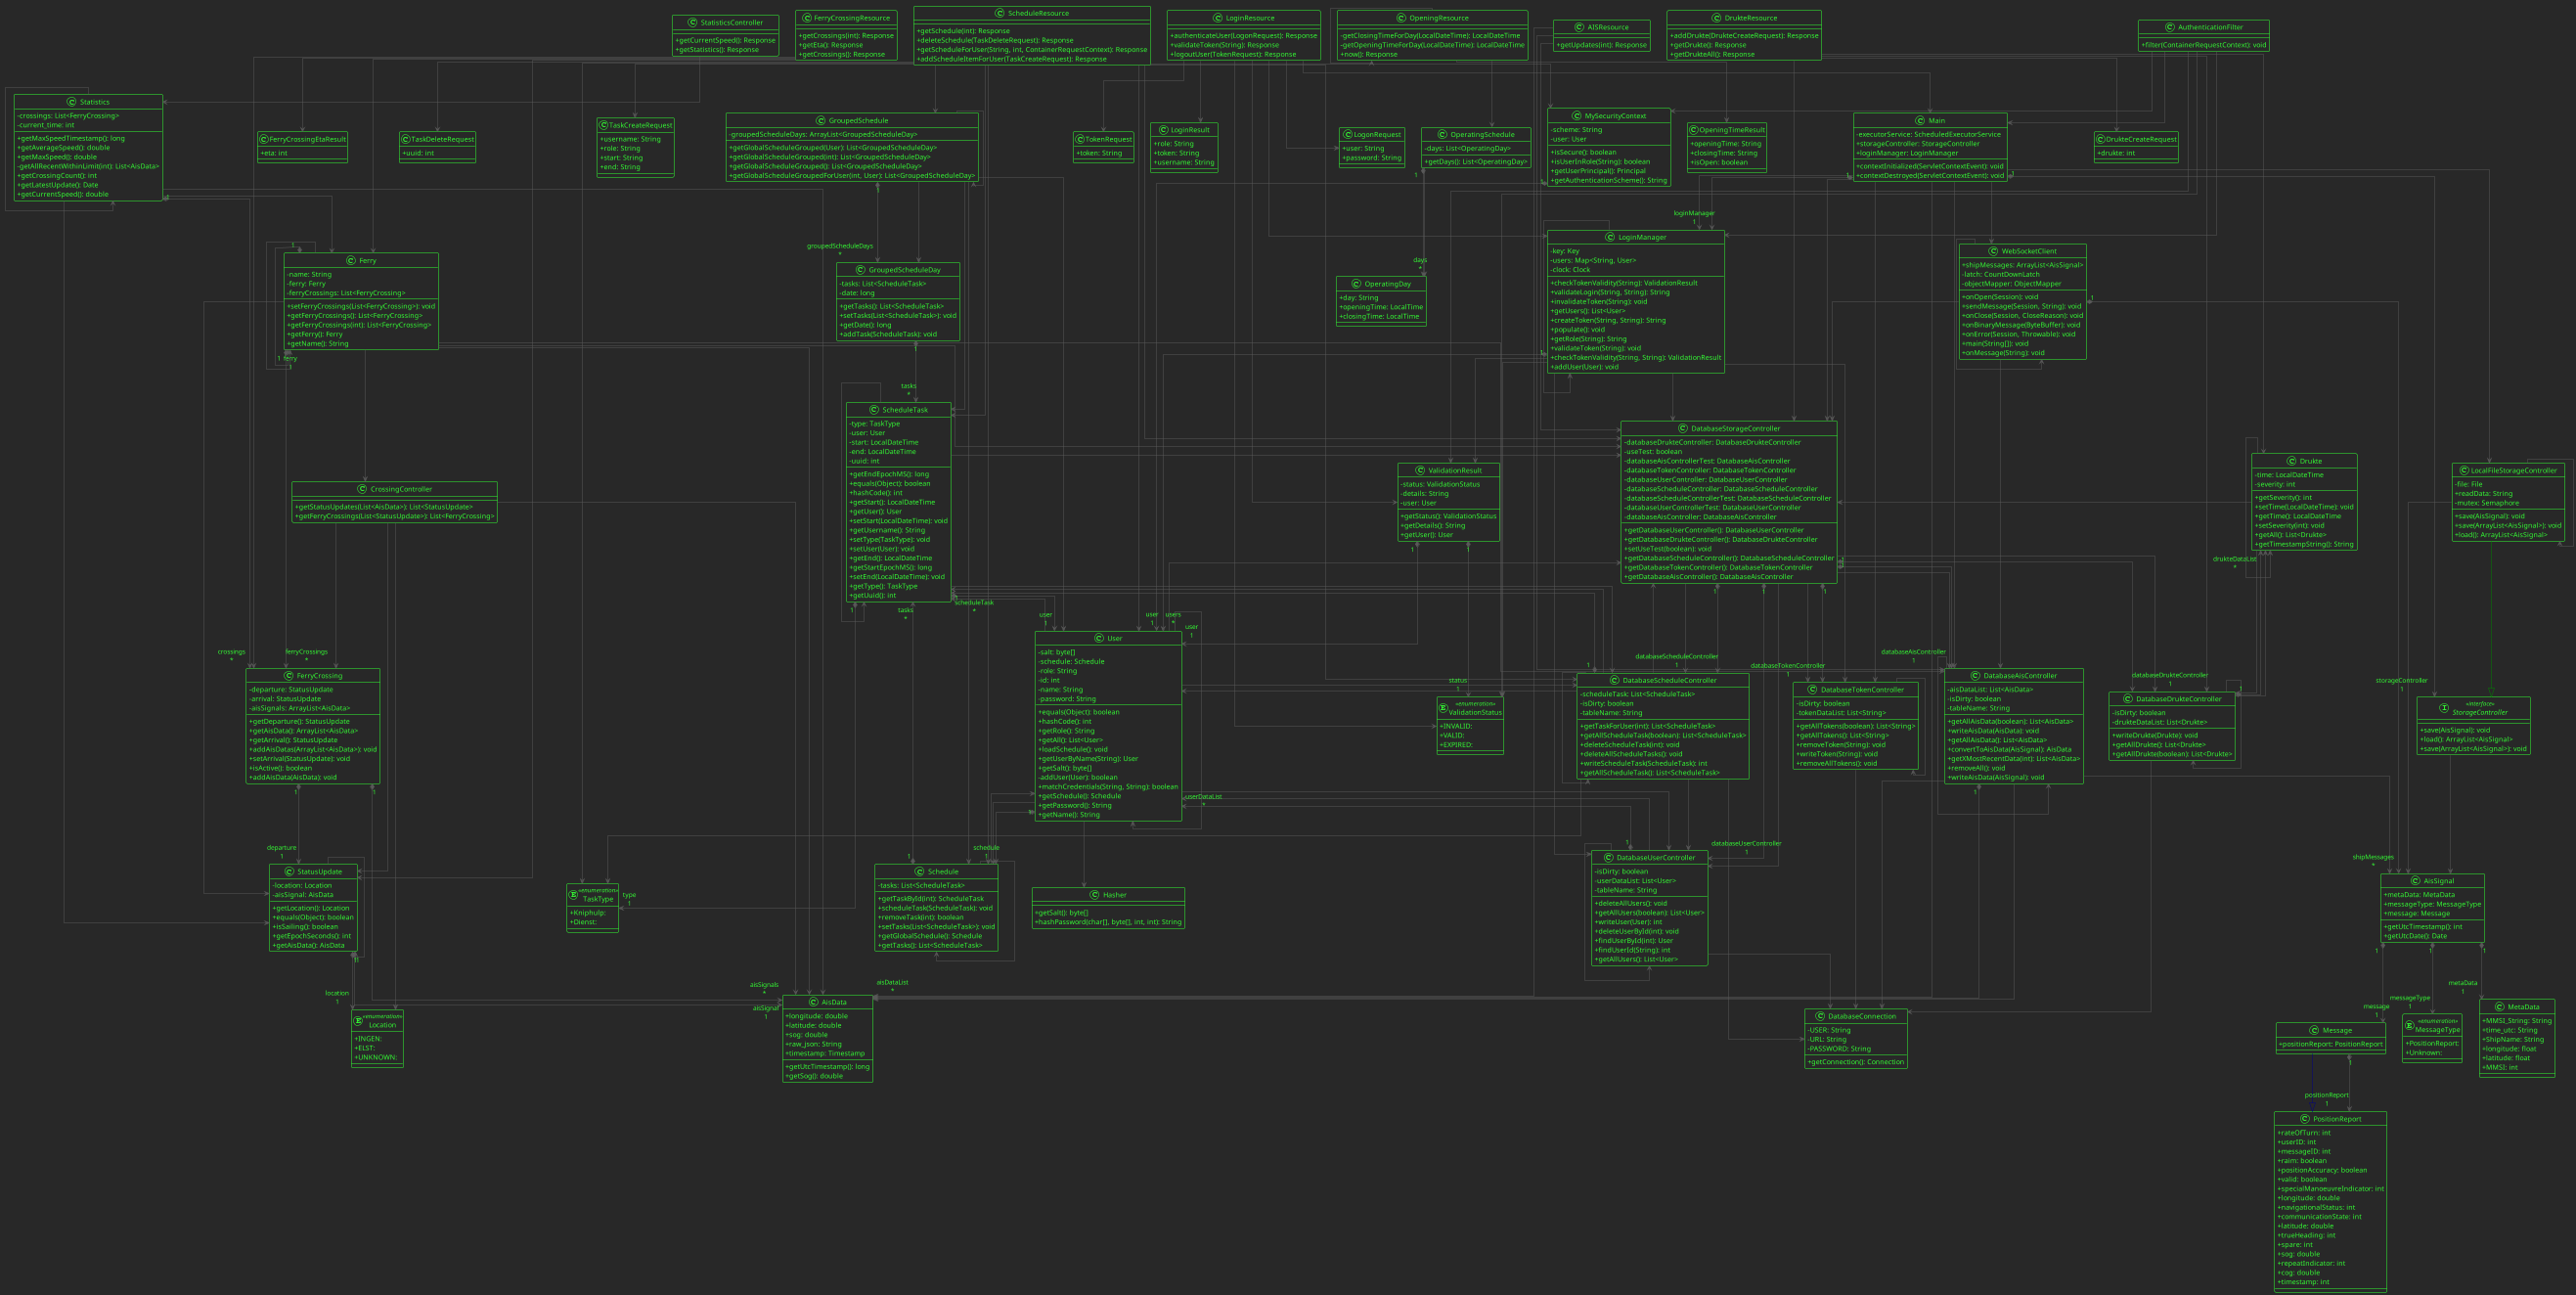 StatisticsController
+getCurrentSpeed(): Response
+getStatistics(): Response
FerryCrossingResource
+getCrossings(int): Response
+getEta(): Response
+getCrossings(): Response
ScheduleResource
+getSchedule(int): Response
+deleteSchedule(TaskDeleteRequest): Response
+getScheduleForUser(String, int, ContainerRequestContext): Response
+addScheduleItemForUser(TaskCreateRequest): Response
LoginResource
+authenticateUser(LogonRequest): Response
+validateToken(String): Response
+logoutUser(TokenRequest): Response
OpeningResource
-getClosingTimeForDay(LocalDateTime): LocalDateTime
-getOpeningTimeForDay(LocalDateTime): LocalDateTime
+now(): Response
AISResource
+getUpdates(int): Response
DrukteResource
+addDrukte(DrukteCreateRequest): Response
+getDrukte(): Response
+getDrukteAll(): Response
AuthenticationFilter
+filter(ContainerRequestContext): void
Statistics
-crossings: List<FerryCrossing>
-current_time: int
+getMaxSpeedTimestamp(): long
+getAverageSpeed(): double
+getMaxSpeed(): double
-getAllRecentWithinLimit(int): List<AisData>
+getCrossingCount(): int
+getLatestUpdate(): Date
+getCurrentSpeed(): double
FerryCrossingEtaResult
+eta: int
TaskDeleteRequest
+uuid: int
TaskCreateRequest
+username: String
+role: String
+start: String
+end: String
GroupedSchedule
-groupedScheduleDays: ArrayList<GroupedScheduleDay>
+getGlobalScheduleGrouped(User): List<GroupedScheduleDay>
+getGlobalScheduleGrouped(int): List<GroupedScheduleDay>
+getGlobalScheduleGrouped(): List<GroupedScheduleDay>
+getGlobalScheduleGroupedForUser(int, User): List<GroupedScheduleDay>
TokenRequest
+token: String
LoginResult
+role: String
+token: String
+username: String
LogonRequest
+user: String
+password: String
OperatingSchedule
-days: List<OperatingDay>
+getDays(): List<OperatingDay>
MySecurityContext
-scheme: String
-user: User
+isSecure(): boolean
+isUserInRole(String): boolean
+getUserPrincipal(): Principal
+getAuthenticationScheme(): String
OpeningTimeResult
+openingTime: String
+closingTime: String
+isOpen: boolean
Main
-executorService: ScheduledExecutorService
+storageController: StorageController
+loginManager: LoginManager
+contextInitialized(ServletContextEvent): void
+contextDestroyed(ServletContextEvent): void
DrukteCreateRequest
+drukte: int
loginManager
1
groupedScheduleDays
*
days
*
Ferry
-name: String
-ferry: Ferry
-ferryCrossings: List<FerryCrossing>
+setFerryCrossings(List<FerryCrossing>): void
+getFerryCrossings(): List<FerryCrossing>
+getFerryCrossings(int): List<FerryCrossing>
+getFerry(): Ferry
+getName(): String
ferry
1
GroupedScheduleDay
-tasks: List<ScheduleTask>
-date: long
+getTasks(): List<ScheduleTask>
+setTasks(List<ScheduleTask>): void
+getDate(): long
+addTask(ScheduleTask): void
OperatingDay
+day: String
+openingTime: LocalTime
+closingTime: LocalTime
LoginManager
-key: Key
-users: Map<String, User>
-clock: Clock
+checkTokenValidity(String): ValidationResult
+validateLogin(String, String): String
+invalidateToken(String): void
+getUsers(): List<User>
+createToken(String, String): String
+populate(): void
+getRole(String): String
+validateToken(String): void
+checkTokenValidity(String, String): ValidationResult
+addUser(User): void
WebSocketClient
+shipMessages: ArrayList<AisSignal>
-latch: CountDownLatch
-objectMapper: ObjectMapper
+onOpen(Session): void
+sendMessage(Session, String): void
+onClose(Session, CloseReason): void
+onBinaryMessage(ByteBuffer): void
+onError(Session, Throwable): void
+main(String[]): void
+onMessage(String): void
tasks
*
ScheduleTask
-type: TaskType
-user: User
-start: LocalDateTime
-end: LocalDateTime
-uuid: int
+getEndEpochMS(): long
+equals(Object): boolean
+hashCode(): int
+getStart(): LocalDateTime
+getUser(): User
+setStart(LocalDateTime): void
+getUsername(): String
+setType(TaskType): void
+setUser(User): void
+getEnd(): LocalDateTime
+getStartEpochMS(): long
+setEnd(LocalDateTime): void
+getType(): TaskType
+getUuid(): int
CrossingController
+getStatusUpdates(List<AisData>): List<StatusUpdate>
+getFerryCrossings(List<StatusUpdate>): List<FerryCrossing>
ValidationResult
-status: ValidationStatus
-details: String
-user: User
+getStatus(): ValidationStatus
+getDetails(): String
+getUser(): User
DatabaseStorageController
-databaseDrukteController: DatabaseDrukteController
-useTest: boolean
-databaseAisControllerTest: DatabaseAisController
-databaseTokenController: DatabaseTokenController
-databaseUserController: DatabaseUserController
-databaseScheduleController: DatabaseScheduleController
-databaseScheduleControllerTest: DatabaseScheduleController
-databaseUserControllerTest: DatabaseUserController
-databaseAisController: DatabaseAisController
+getDatabaseUserController(): DatabaseUserController
+getDatabaseDrukteController(): DatabaseDrukteController
+setUseTest(boolean): void
+getDatabaseScheduleController(): DatabaseScheduleController
+getDatabaseTokenController(): DatabaseTokenController
+getDatabaseAisController(): DatabaseAisController
Drukte
-time: LocalDateTime
-severity: int
+getSeverity(): int
+setTime(LocalDateTime): void
+getTime(): LocalDateTime
+setSeverity(int): void
+getAll(): List<Drukte>
+getTimestampString(): String
LocalFileStorageController
-file: File
+readData: String
-mutex: Semaphore
+save(AisSignal): void
+save(ArrayList<AisSignal>): void
+load(): ArrayList<AisSignal>
drukteDataList
*
crossings
*
ferryCrossings
*
tasks
*
scheduleTask
*
user
1
user
1
users
*
user
1
databaseScheduleController
1
databaseTokenController
1
databaseAisController
1
databaseDrukteController
1
storageController
1
FerryCrossing
-departure: StatusUpdate
-arrival: StatusUpdate
-aisSignals: ArrayList<AisData>
+getDeparture(): StatusUpdate
+getAisData(): ArrayList<AisData>
+getArrival(): StatusUpdate
+addAisDatas(ArrayList<AisData>): void
+setArrival(StatusUpdate): void
+isActive(): boolean
+addAisData(AisData): void
User
-salt: byte[]
-schedule: Schedule
-role: String
-id: int
-name: String
-password: String
+equals(Object): boolean
+hashCode(): int
+getRole(): String
+getAll(): List<User>
+loadSchedule(): void
+getUserByName(String): User
+getSalt(): byte[]
-addUser(User): boolean
+matchCredentials(String, String): boolean
+getSchedule(): Schedule
+getPassword(): String
+getName(): String
status
1
<<enumeration>>
ValidationStatus
+INVALID:
+VALID:
+EXPIRED:
DatabaseScheduleController
-scheduleTask: List<ScheduleTask>
-isDirty: boolean
-tableName: String
+getTaskForUser(int): List<ScheduleTask>
+getAllScheduleTask(boolean): List<ScheduleTask>
+deleteScheduleTask(int): void
+deleteAllScheduleTasks(): void
+writeScheduleTask(ScheduleTask): int
+getAllScheduleTask(): List<ScheduleTask>
DatabaseTokenController
-isDirty: boolean
-tokenDataList: List<String>
+getAllTokens(boolean): List<String>
+getAllTokens(): List<String>
+removeToken(String): void
+writeToken(String): void
+removeAllTokens(): void
DatabaseAisController
-aisDataList: List<AisData>
-isDirty: boolean
-tableName: String
+getAllAisData(boolean): List<AisData>
+writeAisData(AisData): void
+getAllAisData(): List<AisData>
+convertToAisData(AisSignal): AisData
+getXMostRecentData(int): List<AisData>
+removeAll(): void
+writeAisData(AisSignal): void
DatabaseDrukteController
-isDirty: boolean
-drukteDataList: List<Drukte>
+writeDrukte(Drukte): void
+getAllDrukte(): List<Drukte>
+getAllDrukte(boolean): List<Drukte>
<<interface>>
StorageController
+save(AisSignal): void
+load(): ArrayList<AisSignal>
+save(ArrayList<AisSignal>): void
userDataList
*
departure
1
schedule
1
databaseUserController
1
shipMessages
*
StatusUpdate
-location: Location
-aisSignal: AisData
+getLocation(): Location
+equals(Object): boolean
+isSailing(): boolean
+getEpochSeconds(): int
+getAisData(): AisData
<<enumeration>>
TaskType
+Kniphulp:
+Dienst:
type
1
Schedule
-tasks: List<ScheduleTask>
+getTaskById(int): ScheduleTask
+scheduleTask(ScheduleTask): void
+removeTask(int): boolean
+setTasks(List<ScheduleTask>): void
+getGlobalSchedule(): Schedule
+getTasks(): List<ScheduleTask>
Hasher
+getSalt(): byte[]
+hashPassword(char[], byte[], int, int): String
DatabaseUserController
-isDirty: boolean
-userDataList: List<User>
-tableName: String
+deleteAllUsers(): void
+getAllUsers(boolean): List<User>
+writeUser(User): int
+deleteUserById(int): void
+findUserById(int): User
+findUserId(String): int
+getAllUsers(): List<User>
AisSignal
+metaData: MetaData
+messageType: MessageType
+message: Message
+getUtcTimestamp(): int
+getUtcDate(): Date
location
1
aisSignals
*
aisSignal
1
aisDataList
*
message
1
messageType
1
metaData
1
<<enumeration>>
Location
+INGEN:
+ELST:
+UNKNOWN:
AisData
+longitude: double
+latitude: double
+sog: double
+raw_json: String
+timestamp: Timestamp
+getUtcTimestamp(): long
+getSog(): double
DatabaseConnection
-USER: String
-URL: String
-PASSWORD: String
+getConnection(): Connection
Message
+positionReport: PositionReport
<<enumeration>>
MessageType
+PositionReport:
+Unknown:
MetaData
+MMSI_String: String
+time_utc: String
+ShipName: String
+longitude: float
+latitude: float
+MMSI: int
positionReport
1
PositionReport
+rateOfTurn: int
+userID: int
+messageID: int
+raim: boolean
+positionAccuracy: boolean
+valid: boolean
+specialManoeuvreIndicator: int
+longitude: double
+navigationalStatus: int
+communicationState: int
+latitude: double
+trueHeading: int
+spare: int
+sog: double
+repeatIndicator: int
+cog: double
+timestamp: int